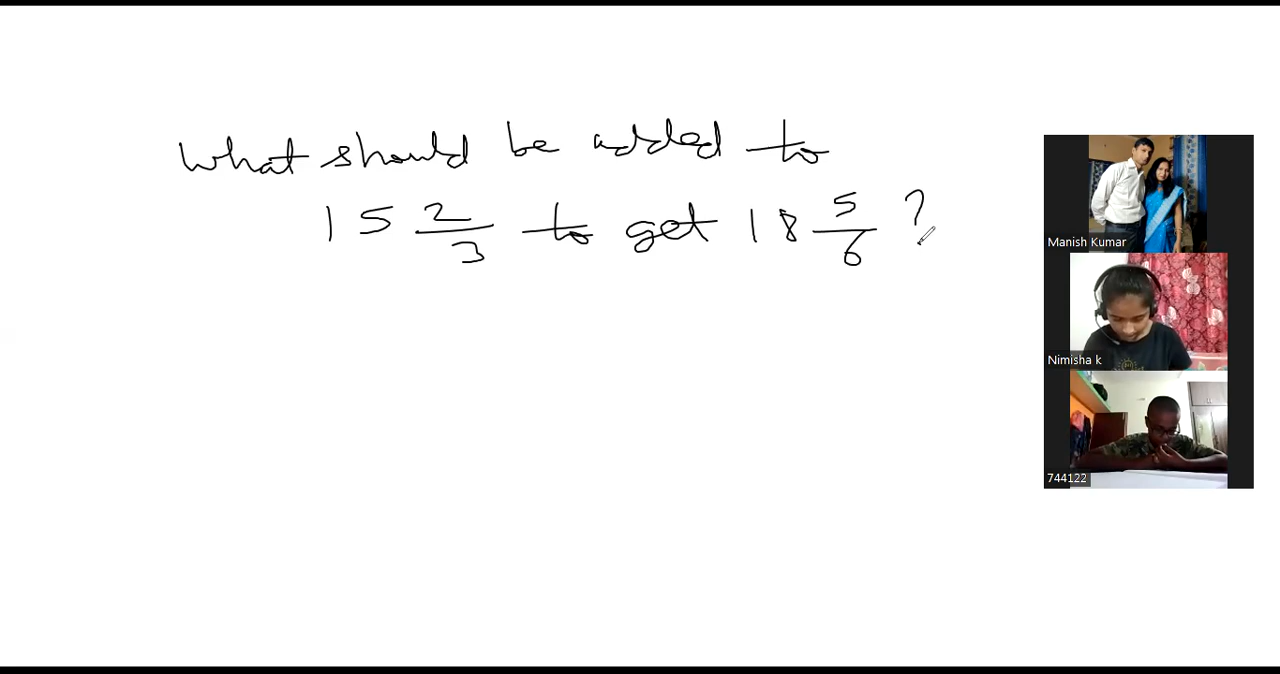 What should be added to
15 2/3 to get 18 5/6 ?
Manish Kumar
Nimisha k
744122